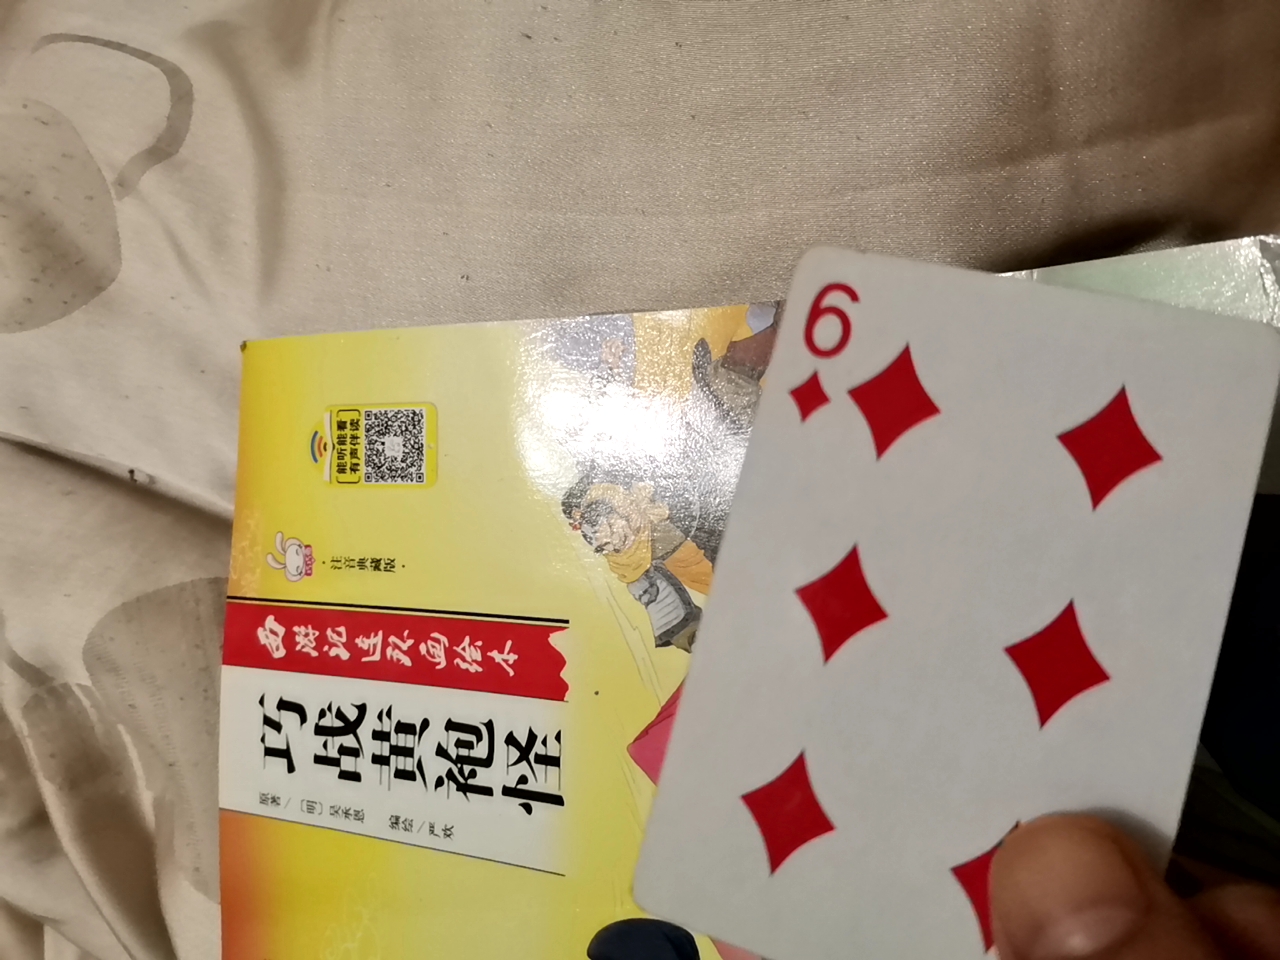 能听能看
有声伴读
·注音典藏版·
西游记连环画绘本
巧战黄袍怪
原著/〔明〕吴承恩 编绘/严欢
6